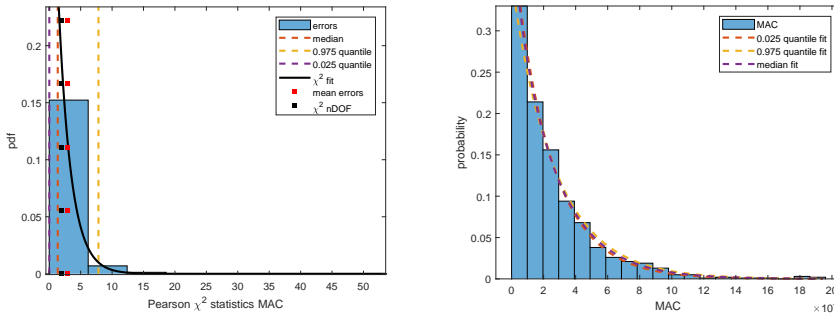 errors
median
0.975 quantile
0.025 quantile
χ² fit
mean errors
χ² nDOF
pdf
0.2
0.15
0.1
0.05
0
0 5 10 15 20 25 30 35 40 45 50
Pearson χ² statistics MAC
MAC
0.025 quantile fit
0.975 quantile fit
median fit
probability
0.3
0.25
0.2
0.15
0.1
0.05
0
0 2 4 6 8 10 12 14 16 18
MAC